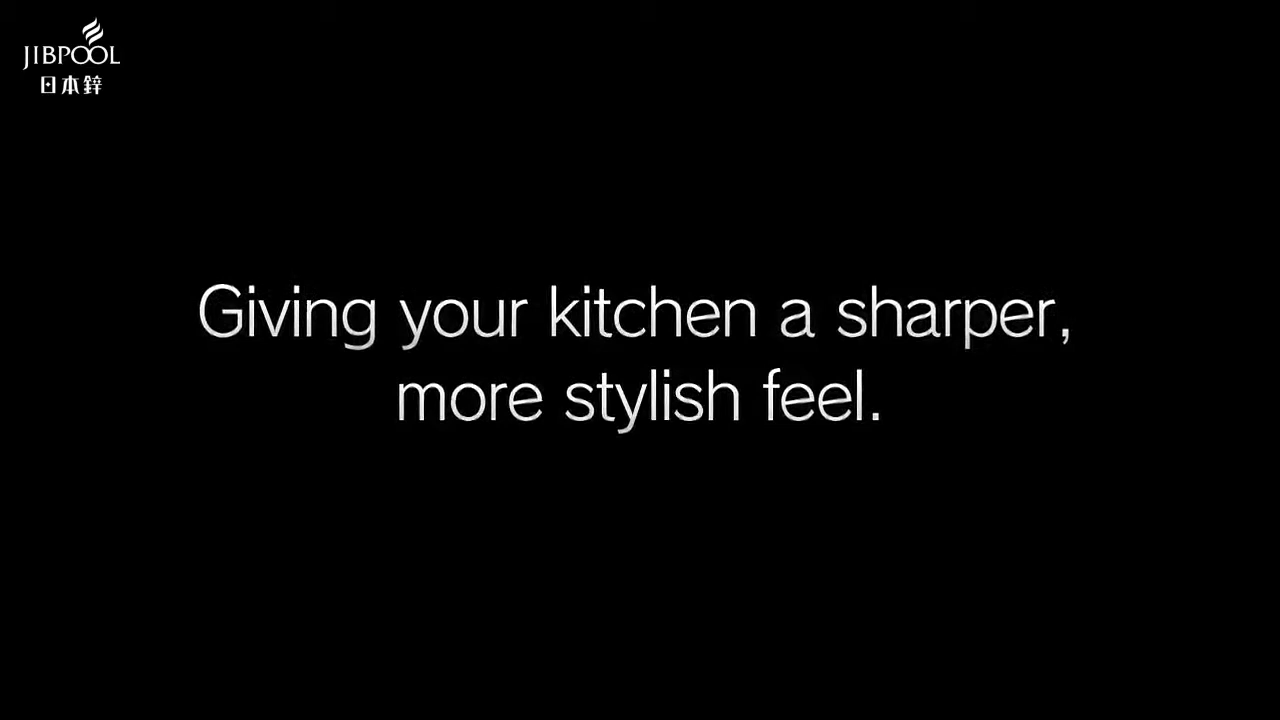 JIBPOOL
日本鋅
Giving your kitchen a sharper,
more stylish feel.